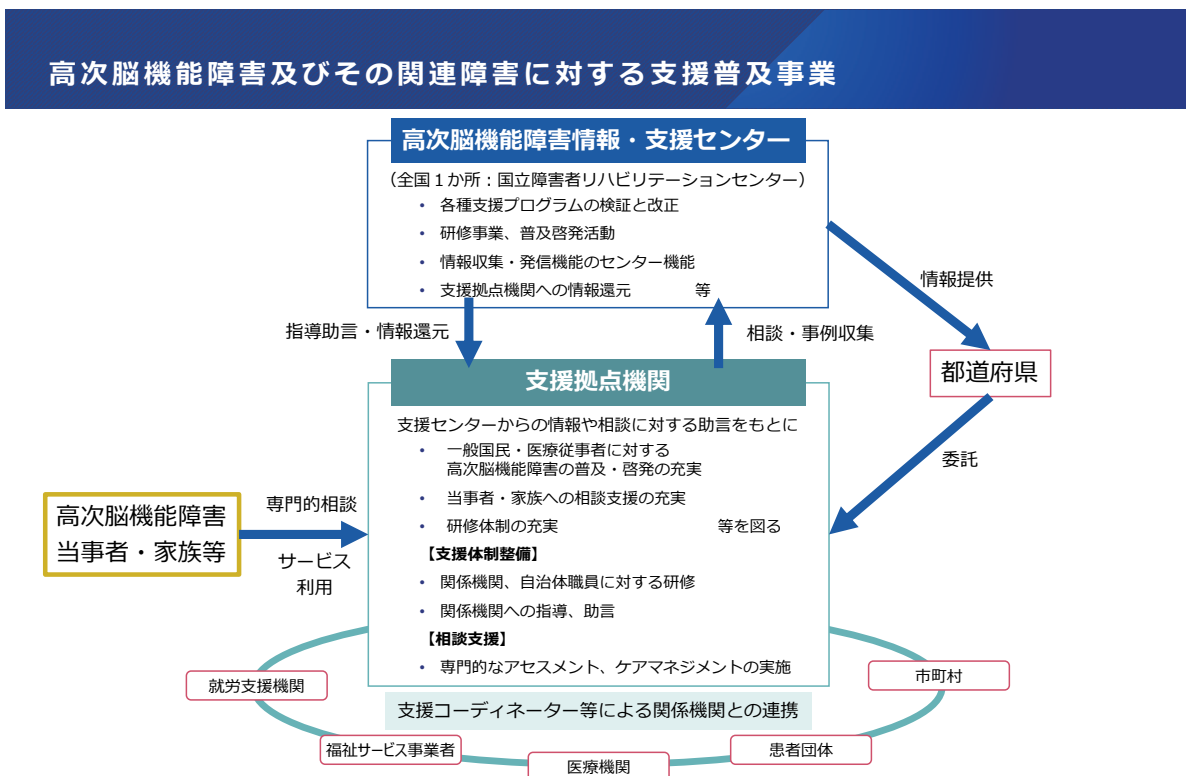 高次脳機能障害及びその関連障害に対する支援普及事業
高次脳機能障害情報・支援センター
（全国１か所：国立障害者リハビリテーションセンター）
• 各種支援プログラムの検証と改正
• 研修事業、普及啓発活動
• 情報収集・発信機能のセンター機能
• 支援拠点機関への情報還元 等
情報提供
指導助言・情報還元
相談・事例収集
都道府県
委託
支援拠点機関
支援センターからの情報や相談に対する助言をもとに
• 一般国民・医療従事者に対する
高次脳機能障害の普及・啓発の充実
• 当事者・家族への相談支援の充実
• 研修体制の充実 等を図る
【支援体制整備】
• 関係機関、自治体職員に対する研修
• 関係機関への指導、助言
【相談支援】
• 専門的なアセスメント、ケアマネジメントの実施
高次脳機能障害
当事者・家族等
専門的相談
サービス
利用
支援コーディネーター等による関係機関との連携
就労支援機関
福祉サービス事業者
医療機関
患者団体
市町村